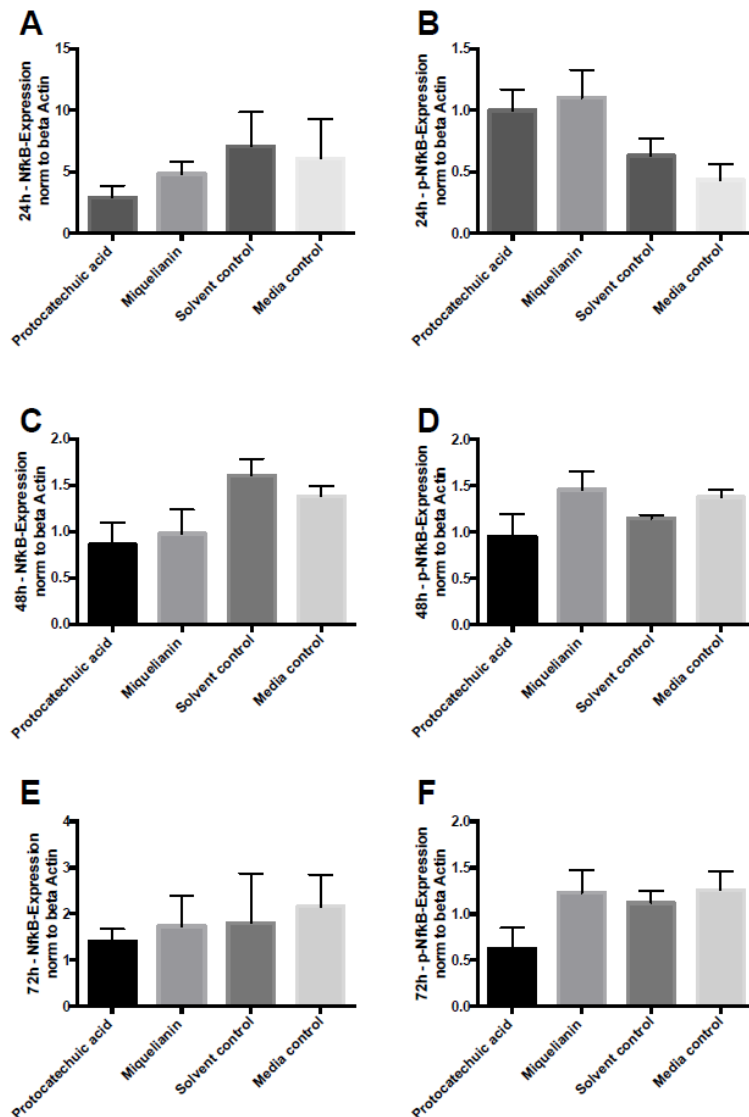 A
24h - NfkB-Expression
norm to beta Actin
15
10
5
0
Protocatechuic acid
Miquelianin
Solvent control
Media control
B
24h - p-NfkB-Expression
norm to beta Actin
1.5
1.0
0.5
0.0
Protocatechuic acid
Miquelianin
Solvent control
Media control
C
48h - NfkB-Expression
norm to beta Actin
2.0
1.5
1.0
0.5
0.0
Protocatechuic acid
Miquelianin
Solvent control
Media control
D
48h - p-NfkB-Expression
norm to beta Actin
2.0
1.5
1.0
0.5
0.0
Protocatechuic acid
Miquelianin
Solvent control
Media control
E
72h - NfkB-Expression
norm to beta Actin
4
3
2
1
0
Protocatechuic acid
Miquelianin
Solvent control
Media control
F
72h - p-NfkB-Expression
norm to beta Actin
2.0
1.5
1.0
0.5
0.0
Protocatechuic acid
Miquelianin
Solvent control
Media control